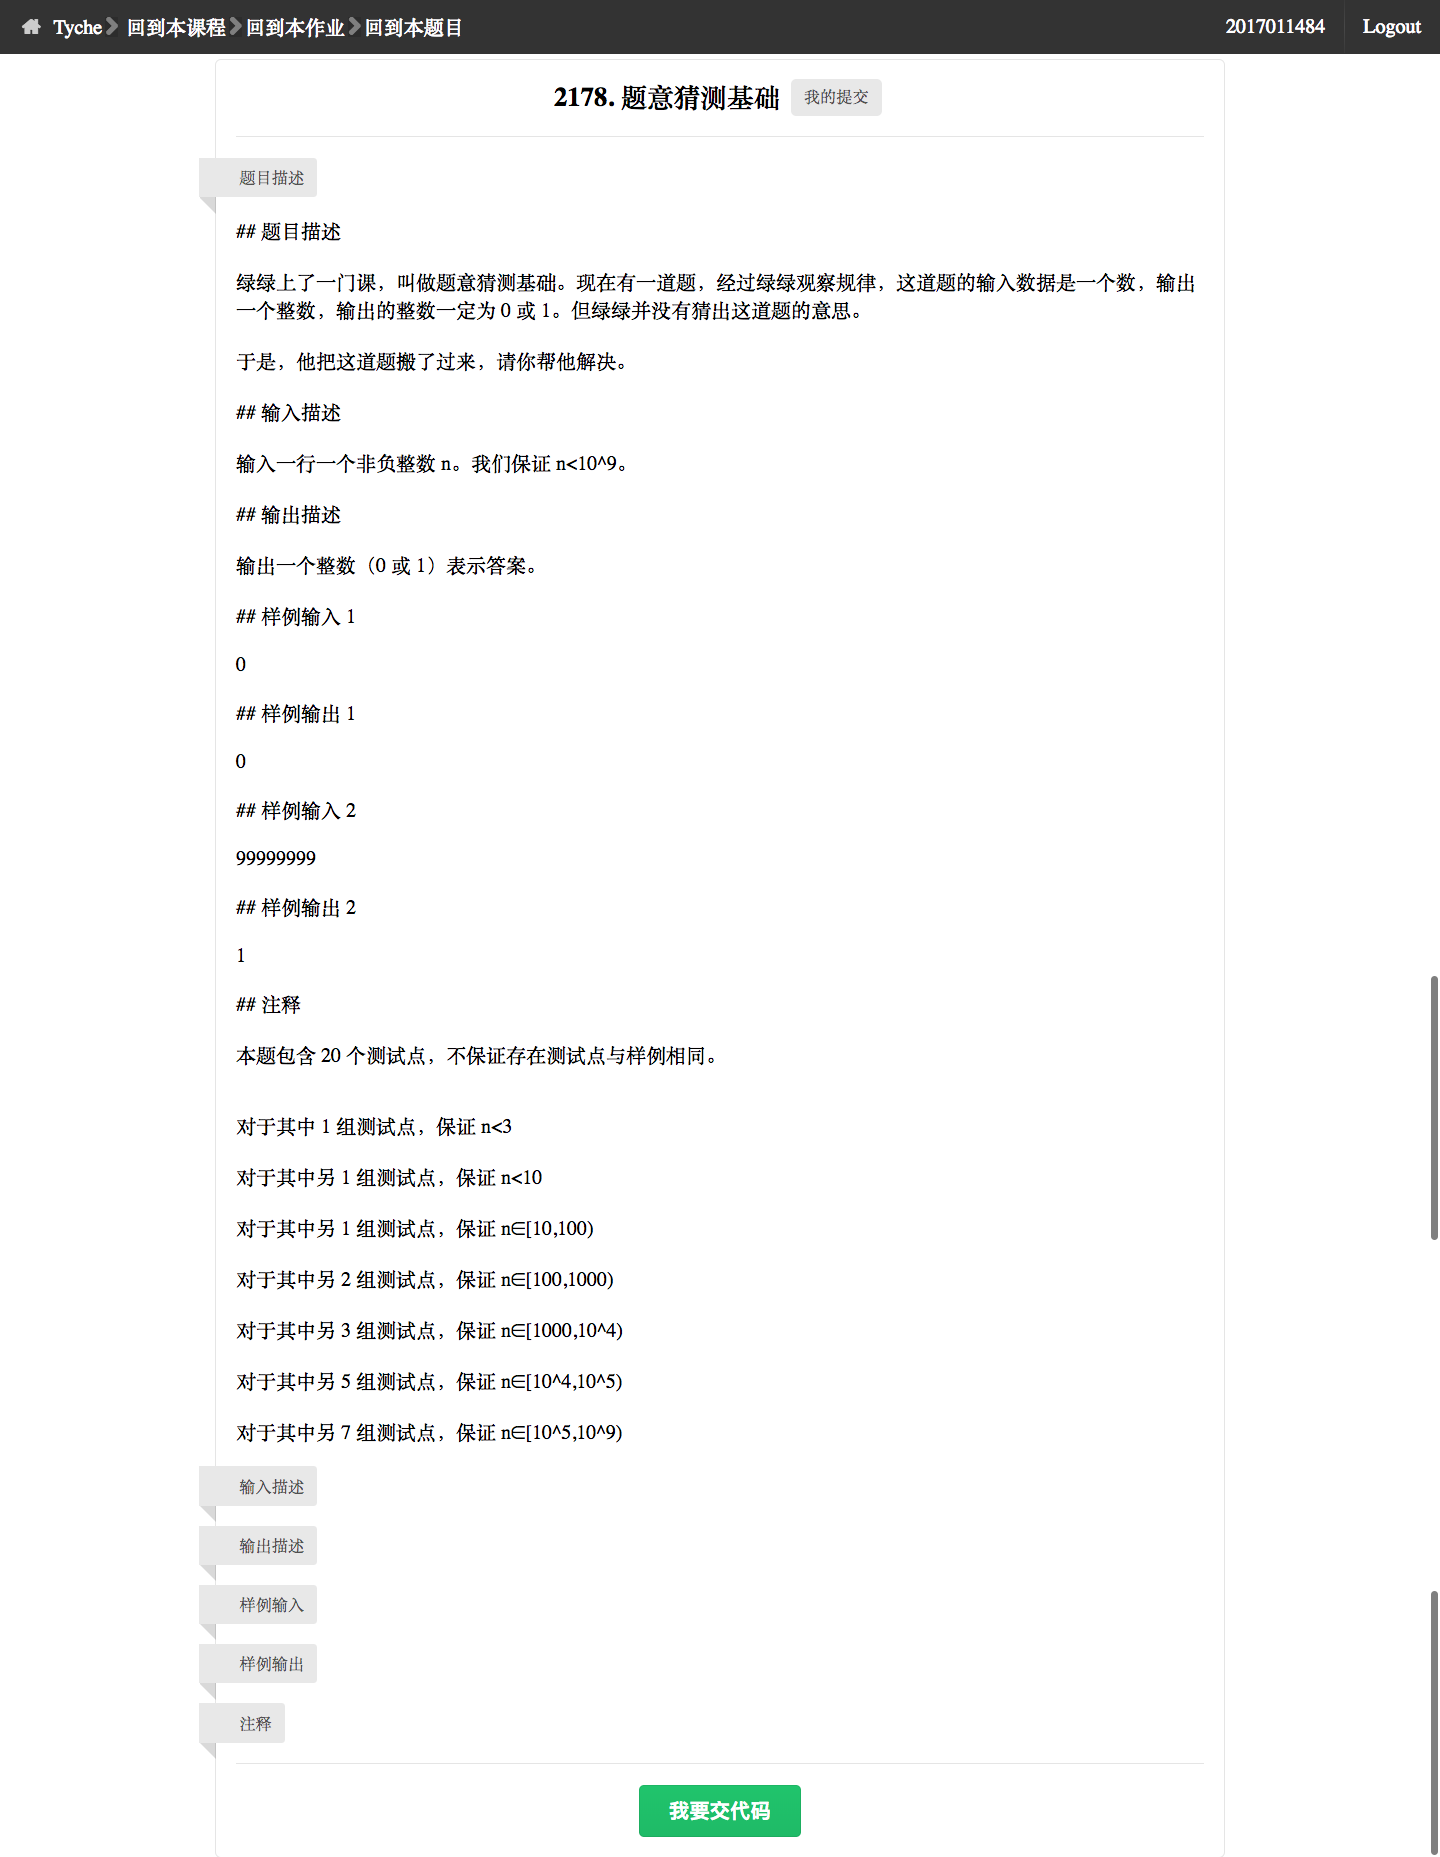 Tyche 回到本课程 回到本作业 回到本题目 2017011484 Logout
2178. 题意猜测基础 我的提交
题目描述
## 题目描述
绿绿上了一门课，叫做题意猜测基础。现在有一道题，经过绿绿观察规律，这道题的输入数据是一个数，输出
一个整数，输出的整数一定为 0 或 1。但绿绿并没有猜出这道题的意思。
于是，他把这道题搬了过来，请你帮他解决。
## 输入描述
输入一行一个非负整数 n。我们保证 n<10^9。
## 输出描述
输出一个整数（0 或 1）表示答案。
## 样例输入 1
0
## 样例输出 1
0
## 样例输入 2
99999999
## 样例输出 2
1
## 注释
本题包含 20 个测试点，不保证存在测试点与样例相同。
对于其中 1 组测试点，保证 n<3
对于其中另 1 组测试点，保证 n<10
对于其中另 1 组测试点，保证 n∈[10,100)
对于其中另 2 组测试点，保证 n∈[100,1000)
对于其中另 3 组测试点，保证 n∈[1000,10^4)
对于其中另 5 组测试点，保证 n∈[10^4,10^5)
对于其中另 7 组测试点，保证 n∈[10^5,10^9)
输入描述
输出描述
样例输入
样例输出
注释
我要交代码